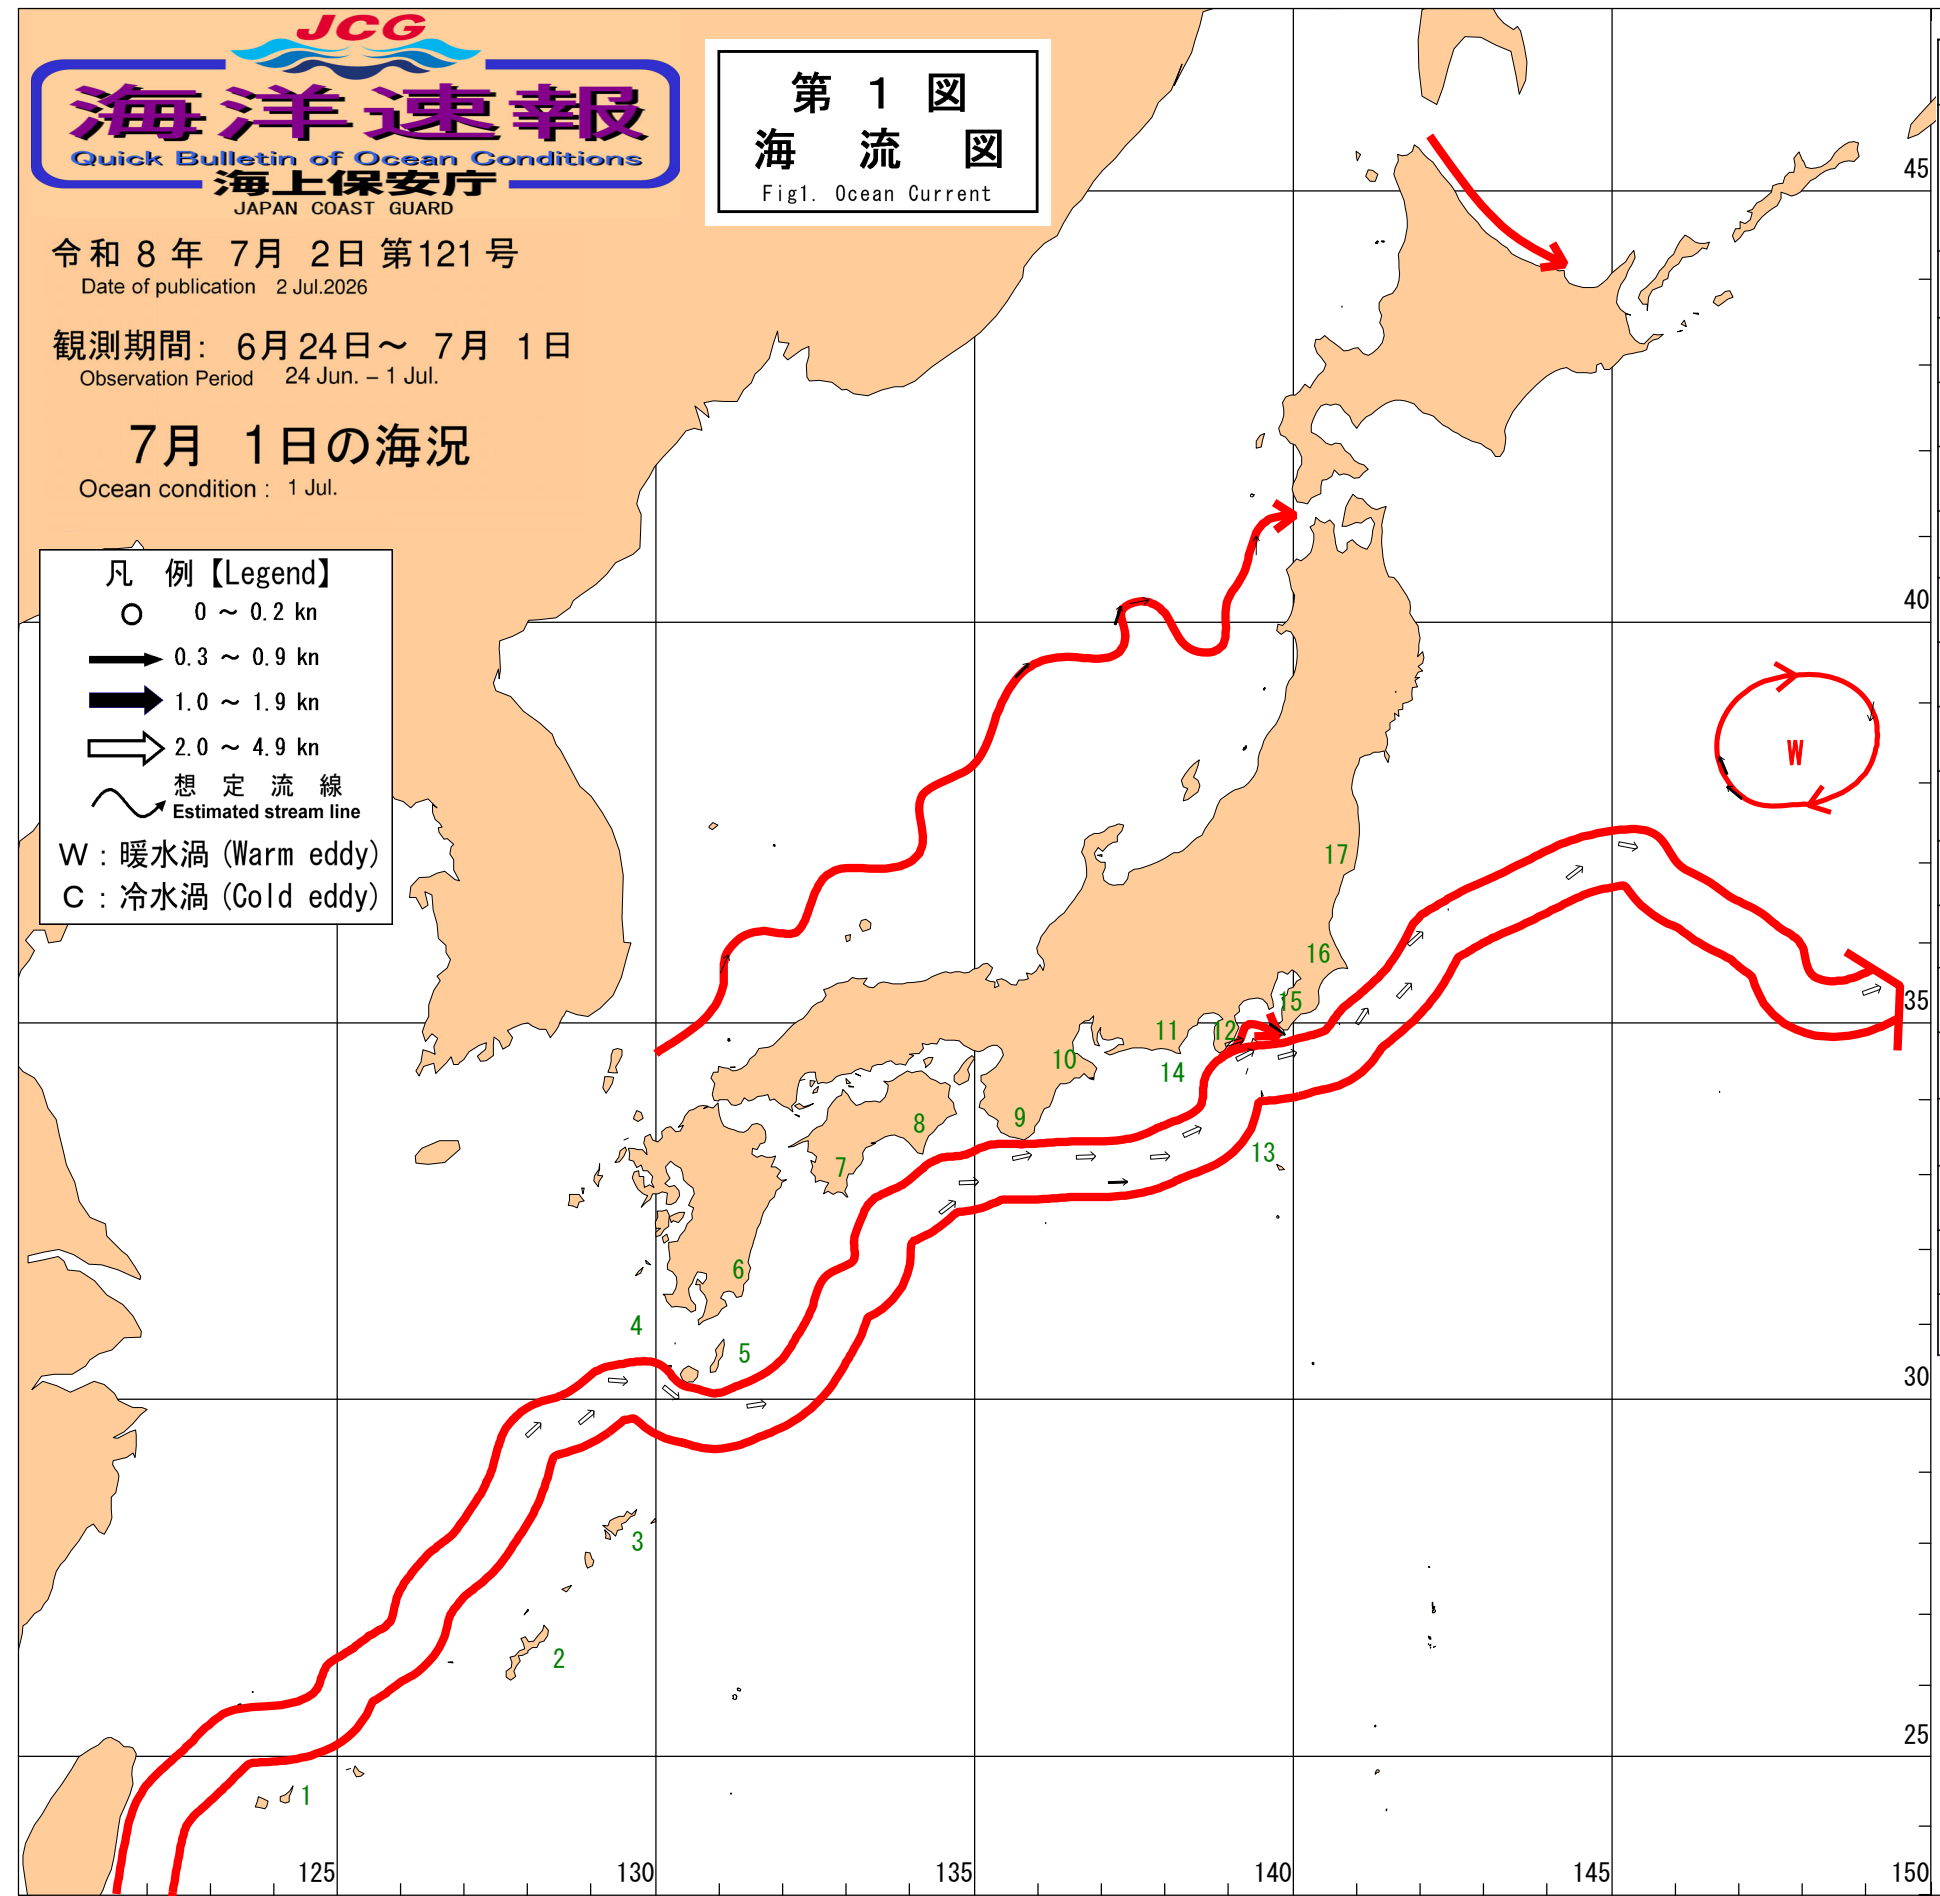 JCG
海洋速報
Quick Bulletin of Ocean Conditions
海上保安庁
JAPAN COAST GUARD
第 1 図
海 流 図
Fig1. Ocean Current
令和 8 年 7月 2日 第121 号
Date of publication 2 Jul.2026
観測期間: 6月24日～ 7月 1日
Observation Period 24 Jun. – 1 Jul.
7月 1日の海況
Ocean condition : 1 Jul.
凡 例【Legend】
0 ～ 0.2 kn
0.3 ～ 0.9 kn
1.0 ～ 1.9 kn
2.0 ～ 4.9 kn
想 定 流 線
Estimated stream line
W : 暖水渦 (Warm eddy)
C : 冷水渦 (Cold eddy)
45
40
W
17
16
35
15
12
11
10
14
9
8
13
7
6
4
5
30
3
2
25
1
125
130
135
140
145
150